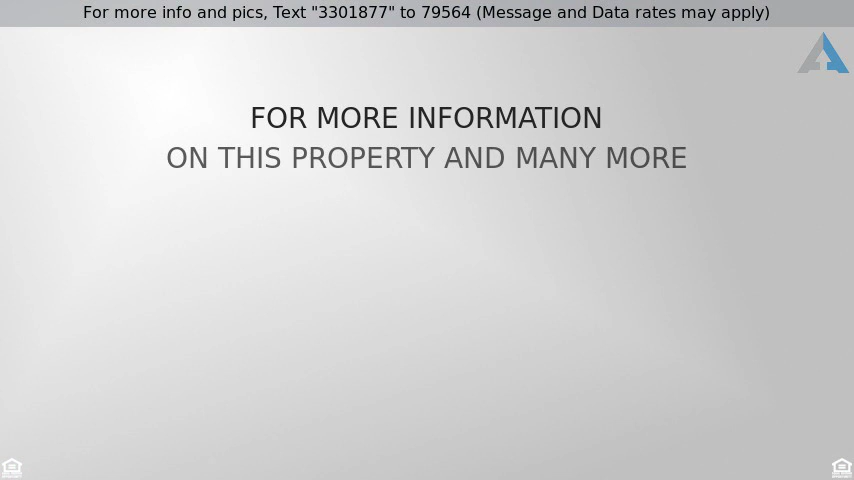 For more info and pics, Text "3301877" to 79564 (Message and Data rates may apply)
FOR MORE INFORMATION
ON THIS PROPERTY AND MANY MORE